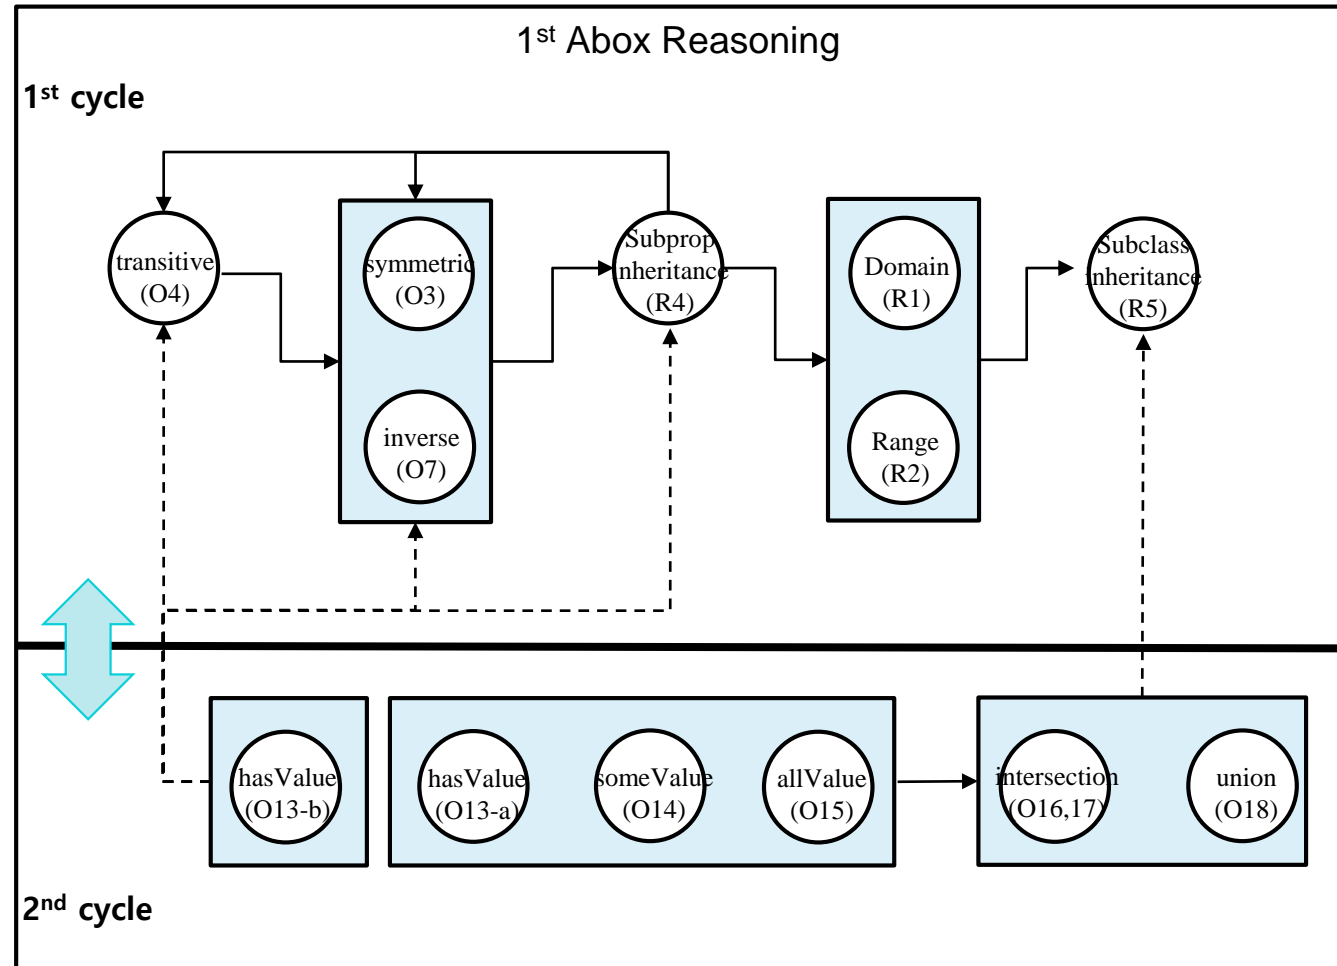 1st Abox Reasoning
1st cycle
transitive
(O4)
symmetric
(O3)
inverse
(O7)
Subprop
inheritance
(R4)
Domain
(R1)
Range
(R2)
Subclass
inheritance
(R5)
hasValue
(O13-b)
hasValue
(O13-a)
someValue
(O14)
allValue
(O15)
intersection
(O16,17)
union
(O18)
2nd cycle